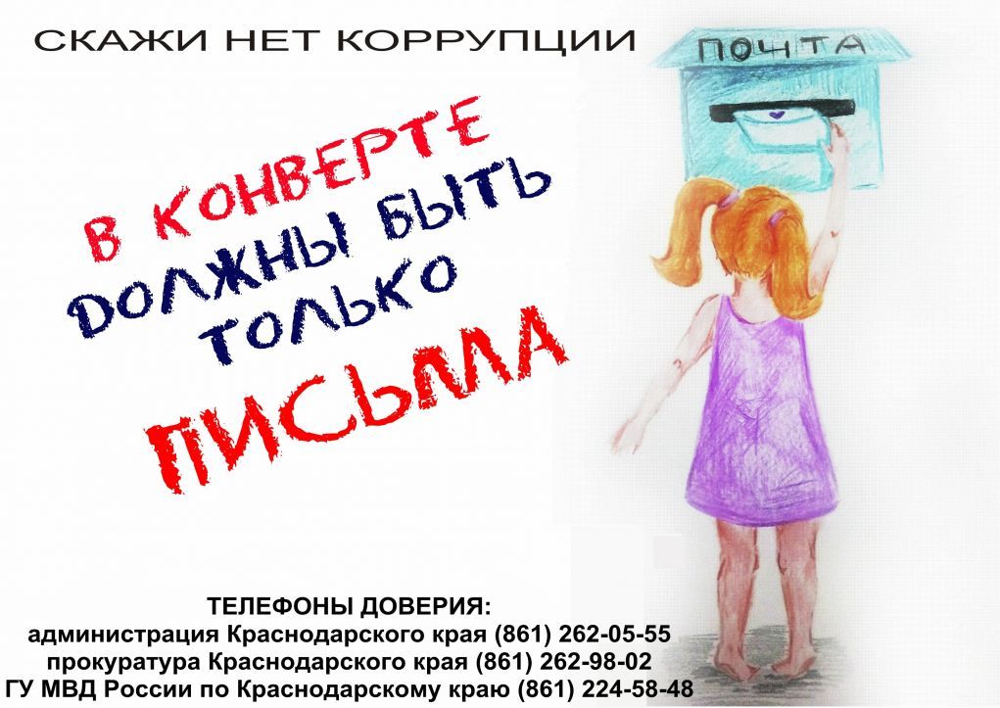 СКАЖИ НЕТ КОРРУПЦИИ
ПОЧТА
В КОНВЕРТЕ
ДОЛЖНЫ БЫТЬ
ТОЛЬКО
ПИСЬМА
ТЕЛЕФОНЫ ДОВЕРИЯ:
администрация Краснодарского края (861) 262-05-55
прокуратура Краснодарского края (861) 262-98-02
ГУ МВД России по Краснодарскому краю (861) 224-58-48